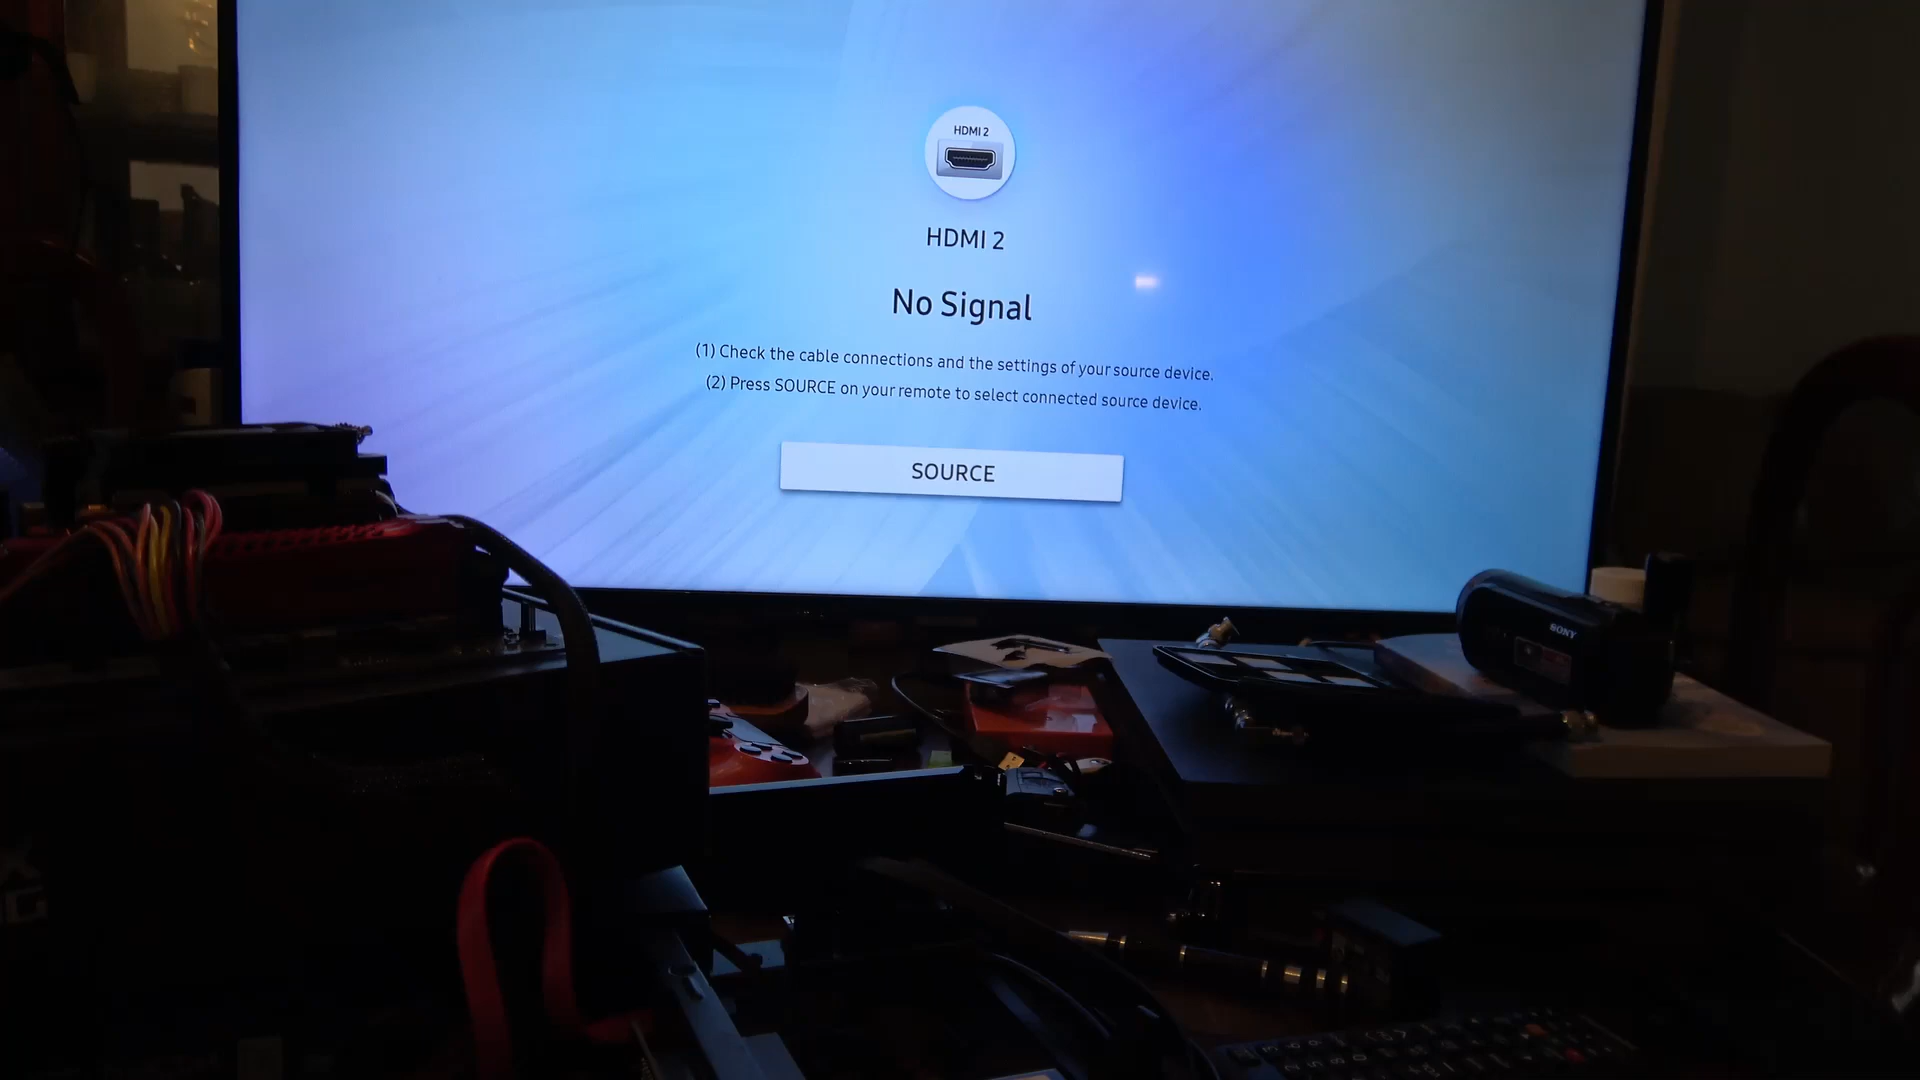 HDMI 2
HDMI 2
No Signal
(1) Check the cable connections and the settings of your source device.
(2) Press SOURCE on your remote to select connected source device.
SOURCE
SONY